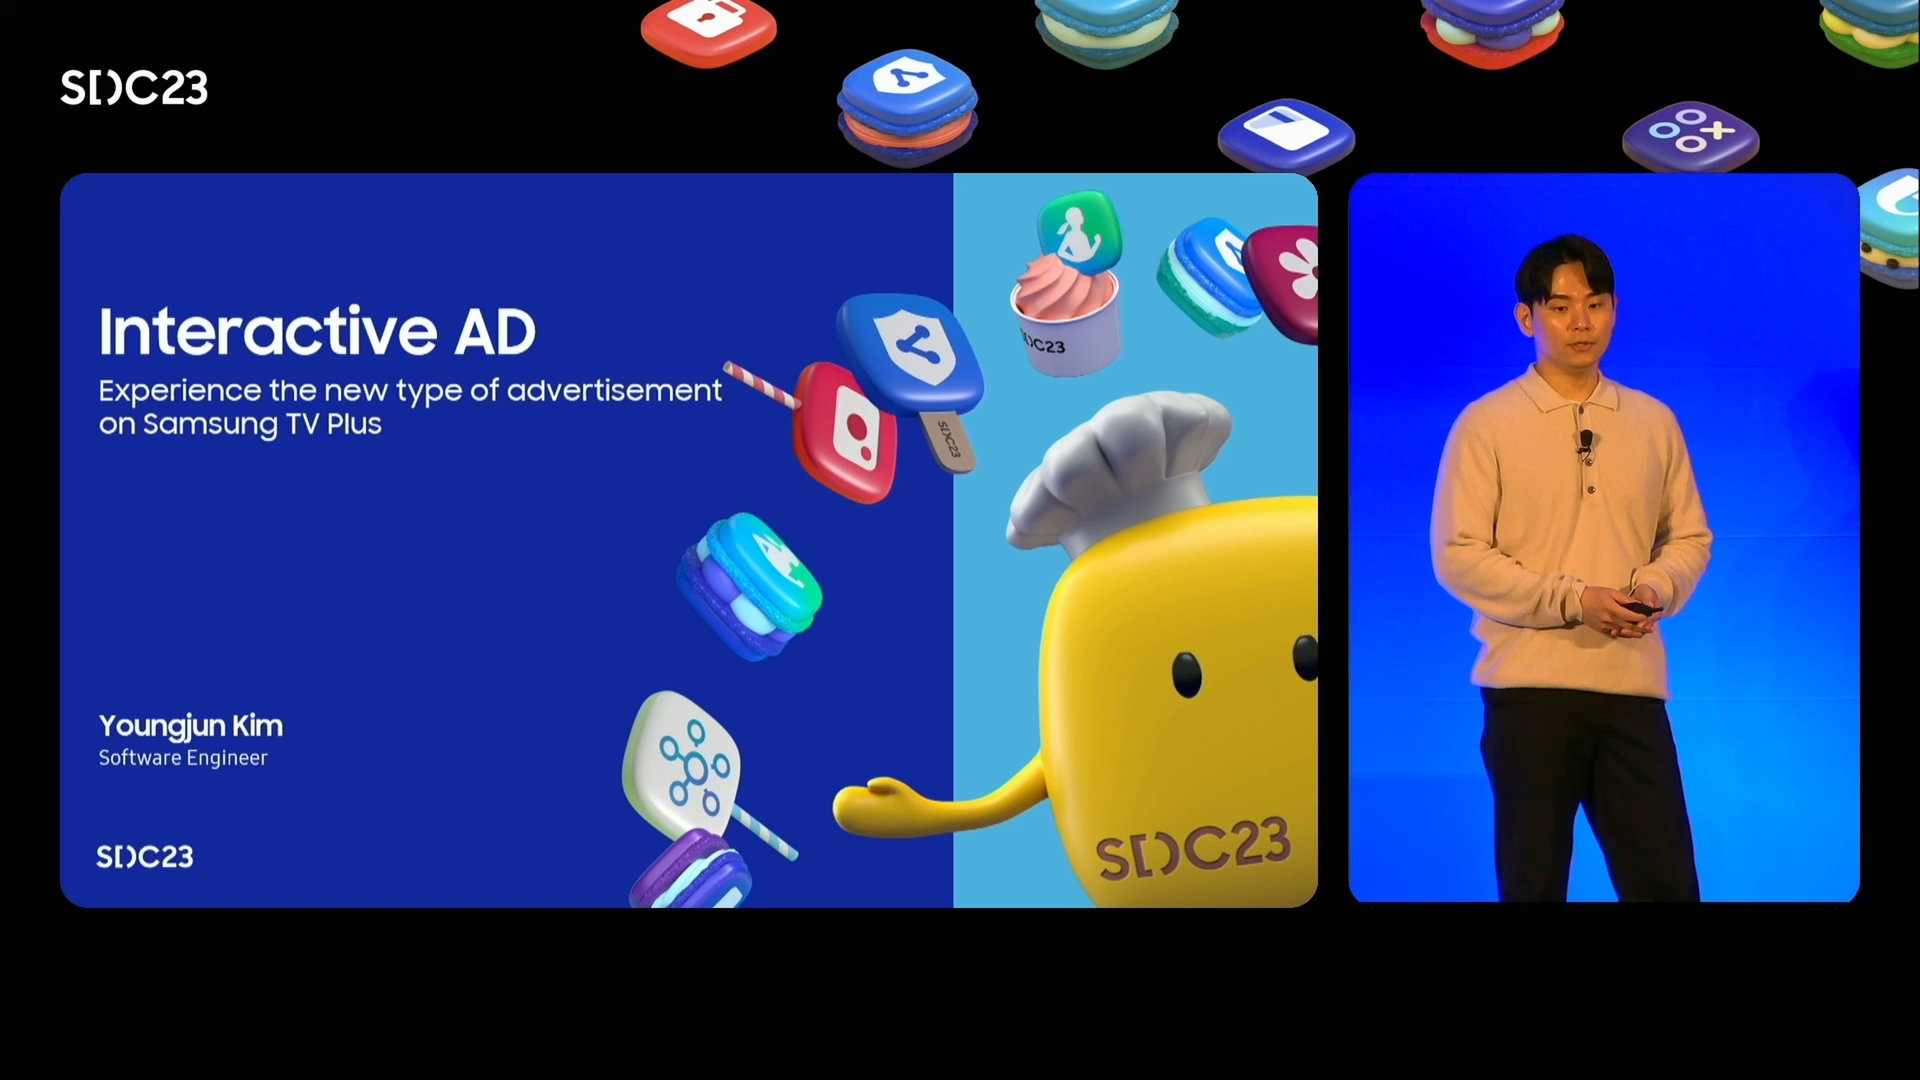 SDC23
Interactive AD
Experience the new type of advertisement
on Samsung TV Plus
Youngjun Kim
Software Engineer
SDC23
SDC23
SDC23
SDC23